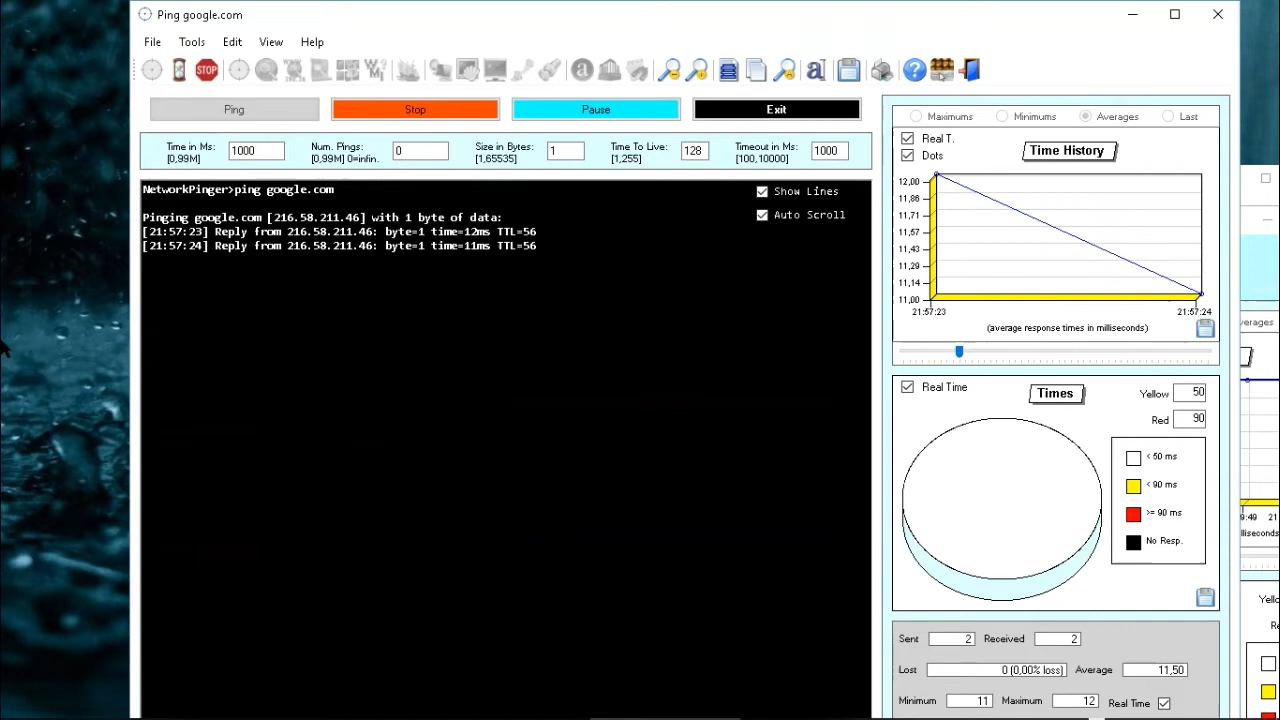 Ping google.com
File Tools Edit View Help
STOP
Ping Stop Pause Exit
Time in Ms: [0,99M] 1000 Num. Pings: [0,99M] 0=infin. 0 Size in Bytes: [1,65535] 1 Time To Live: [1,255] 128 Timeout in Ms: [100,10000] 1000
NetworkPinger>ping google.com
Pinging google.com [216.58.211.46] with 1 byte of data:
[21:57:23] Reply from 216.58.211.46: byte=1 time=12ms TTL=56
[21:57:24] Reply from 216.58.211.46: byte=1 time=11ms TTL=56
Show Lines
Auto Scroll
Maximums Minimums Averages Last
Real T.
Dots
Time History
12,00
11,86
11,71
11,57
11,43
11,29
11,14
11,00
21:57:23 21:57:24
(average response times in milliseconds)
Real Time
Times
Yellow 50
Red 90
< 50 ms
< 90 ms
>= 90 ms
No Resp.
Sent 2 Received 2
Lost 0 (0,00% loss) Average 11,50
Minimum 11 Maximum 12 Real Time
verages
9:49 21
lliseconds)
Yello
Re